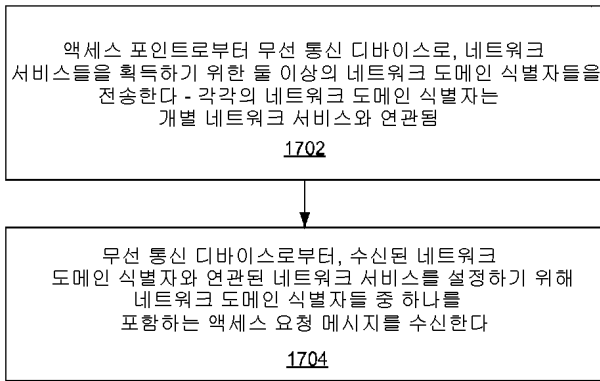 액세스 포인트로부터 무선 통신 디바이스로, 네트워크
서비스들을 획득하기 위한 둘 이상의 네트워크 도메인 식별자들을
전송한다 - 각각의 네트워크 도메인 식별자는
개별 네트워크 서비스와 연관됨
1702
무선 통신 디바이스로부터, 수신된 네트워크
도메인 식별자와 연관된 네트워크 서비스를 설정하기 위해
네트워크 도메인 식별자들 중 하나를
포함하는 액세스 요청 메시지를 수신한다
1704